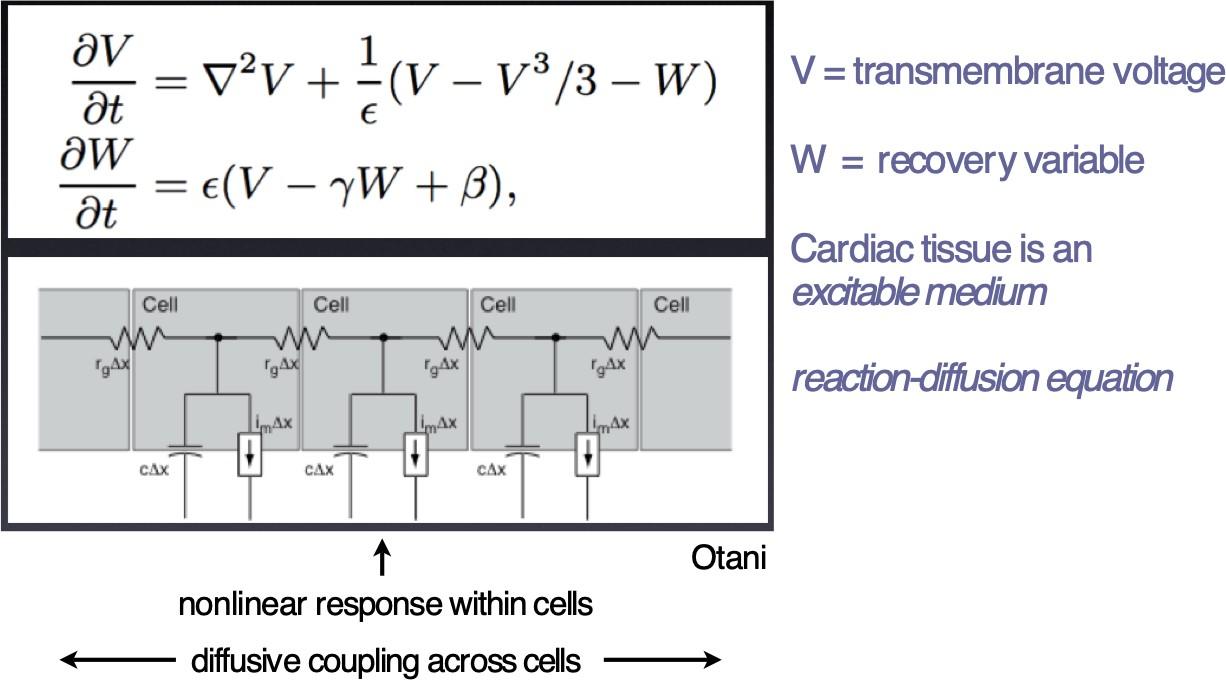 ∂V/∂t = ∇²V + 1/ϵ (V − V³/3 − W)
∂W/∂t = ϵ(V − γW + β),
V = transmembrane voltage
W = recovery variable
Cardiac tissue is an
excitable medium
reaction-diffusion equation
Cell Cell Cell Cell
r_gΔx r_gΔx r_gΔx r_gΔx
i_mΔx i_mΔx i_mΔx
cΔx cΔx cΔx
Otani
nonlinear response within cells
diffusive coupling across cells